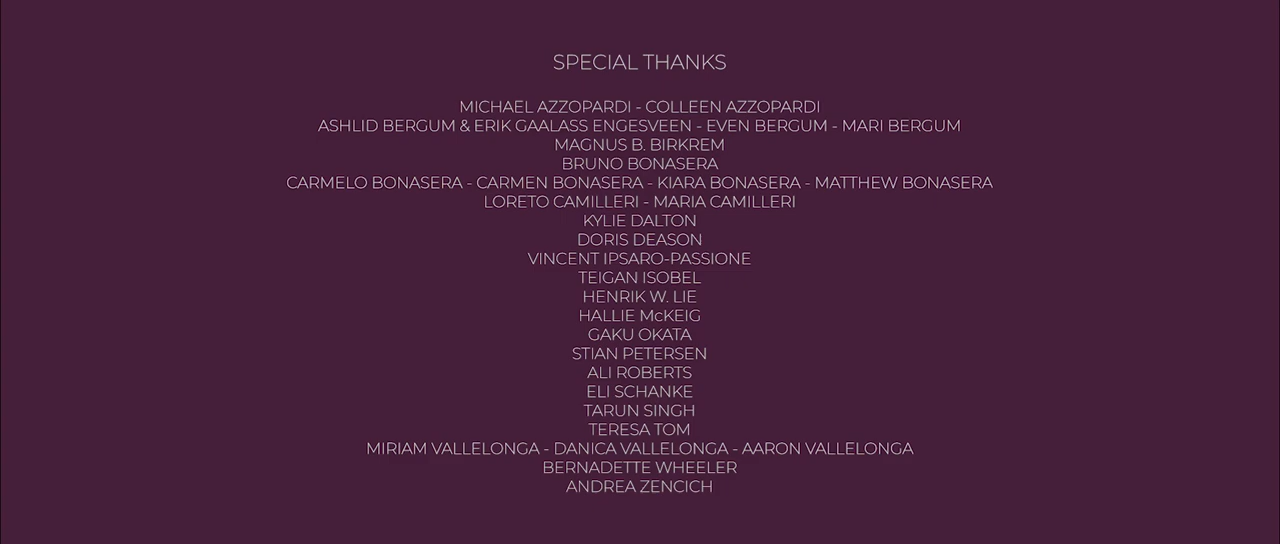 SPECIAL THANKS
MICHAEL AZZOPARDI - COLLEEN AZZOPARDI
ASHLID BERGUM & ERIK GAALASS ENGESVEEN - EVEN BERGUM - MARI BERGUM
MAGNUS B. BIRKREM
BRUNO BONASERA
CARMELO BONASERA - CARMEN BONASERA - KIARA BONASERA - MATTHEW BONASERA
LORETO CAMILLERI - MARIA CAMILLERI
KYLIE DALTON
DORIS DEASON
VINCENT IPSARO-PASSIONE
TEIGAN ISOBEL
HENRIK W. LIE
HALLIE McKEIG
GAKU OKATA
STIAN PETERSEN
ALI ROBERTS
ELI SCHANKE
TARUN SINGH
TERESA TOM
MIRIAM VALLELONGA - DANICA VALLELONGA - AARON VALLELONGA
BERNADETTE WHEELER
ANDREA ZENCICH